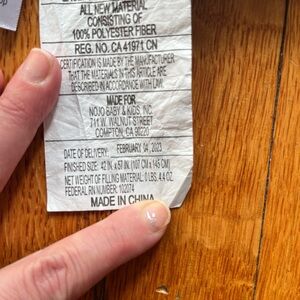 ALL NEW MATERIAL
CONSISTING OF
100% POLYESTER FIBER
REG. NO. CA 41971 CN
CERTIFICATION IS MADE BY THE MANUFACTURER
THAT THE MATERIALS IN THIS ARTICLE ARE
DESCRIBED IN ACCORDANCE WITH LAW.
MADE FOR
NOJO BABY & KIDS, INC.
711 W. WALNUT STREET
COMPTON, CA 90220
DATE OF DELIVERY: FEBRUARY 04, 2023
FINISHED SIZE: 42 IN. x 57 IN. (107 CM x 145 CM)
NET WEIGHT OF FILLING MATERIAL: 0 LBS. 4.4 OZ.
FEDERAL RN NUMBER: 102074
MADE IN CHINA